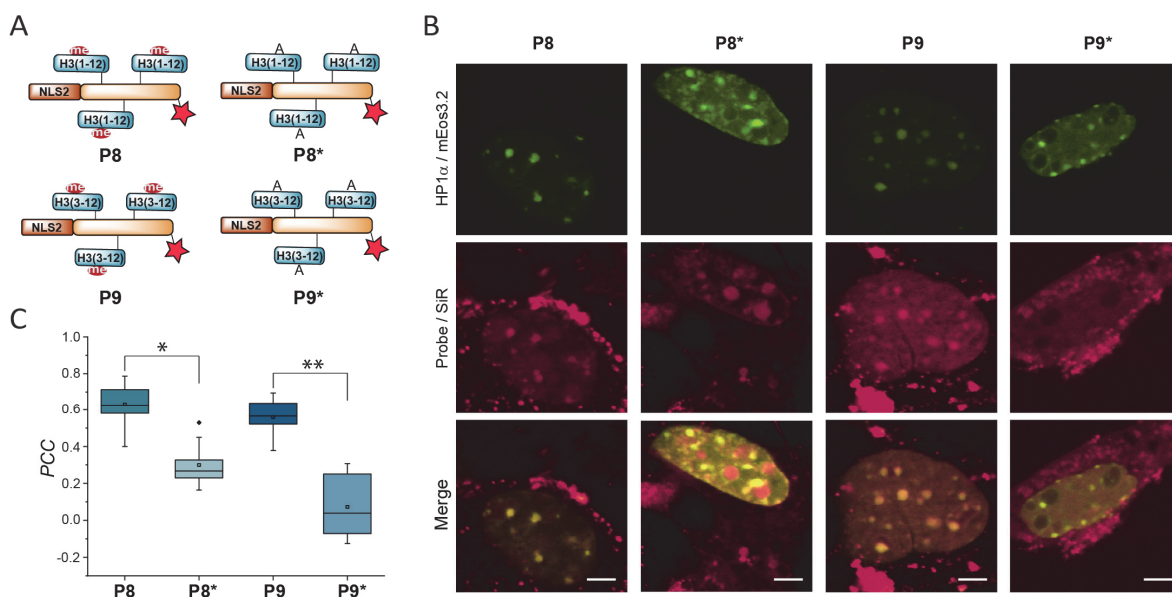 A
me
me
H3(1-12)
H3(1-12)
NLS2
H3(1-12)
me
P8
A
A
H3(1-12)
H3(1-12)
NLS2
H3(1-12)
A
P8*
me
me
H3(3-12)
H3(3-12)
NLS2
H3(3-12)
me
P9
A
A
H3(3-12)
H3(3-12)
NLS2
H3(3-12)
A
P9*
B
P8
P8*
P9
P9*
HP1α / mEos3.2
Probe / SiR
Merge
C
PCC
1.0
0.8
0.6
0.4
0.2
0.0
-0.2
*
**
P8
P8*
P9
P9*